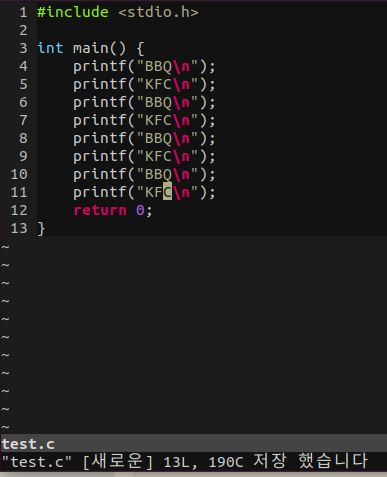 1 #include <stdio.h>
2
3 int main() {
4     printf("BBQ\n");
5     printf("KFC\n");
6     printf("BBQ\n");
7     printf("KFC\n");
8     printf("BBQ\n");
9     printf("KFC\n");
10     printf("BBQ\n");
11     printf("KFC\n");
12     return 0;
13 }
~
~
~
~
~
~
~
~
~
~
~
test.c
"test.c" [새로운] 13L, 190C 저장 했습니다